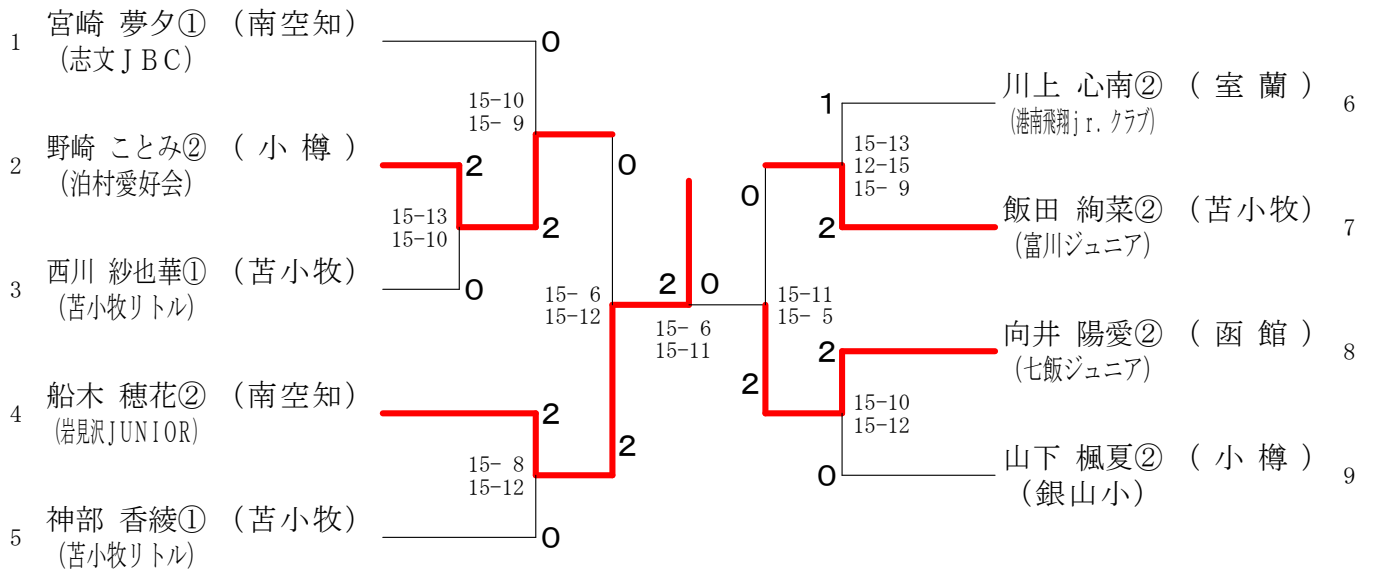 1 宮崎 夢夕① (南空知)
(志文ＪＢＣ)
0
15-10
15- 9
2 野崎 ことみ② ( 小 樽 )
(泊村愛好会)
2
0
15-13
15-10
2
3 西川 紗也華① (苫小牧)
(苫小牧リトル)
0
15- 6
15-12
4 船木 穂花② (南空知)
(岩見沢JUNIOR)
2
2
15- 8
15-12
5 神部 香綾① (苫小牧)
(苫小牧リトル)
0
2 0
15- 6
15-11
川上 心南② ( 室 蘭 ) 6
(港南飛翔ｊｒ．クラブ)
1
15-13
12-15
15- 9
0
飯田 絢菜② (苫小牧) 7
(富川ジュニア)
2
15-11
15- 5
向井 陽愛② ( 函 館 ) 8
(七飯ジュニア)
2
2
15-10
15-12
山下 楓夏② ( 小 樽 ) 9
(銀山小)
0